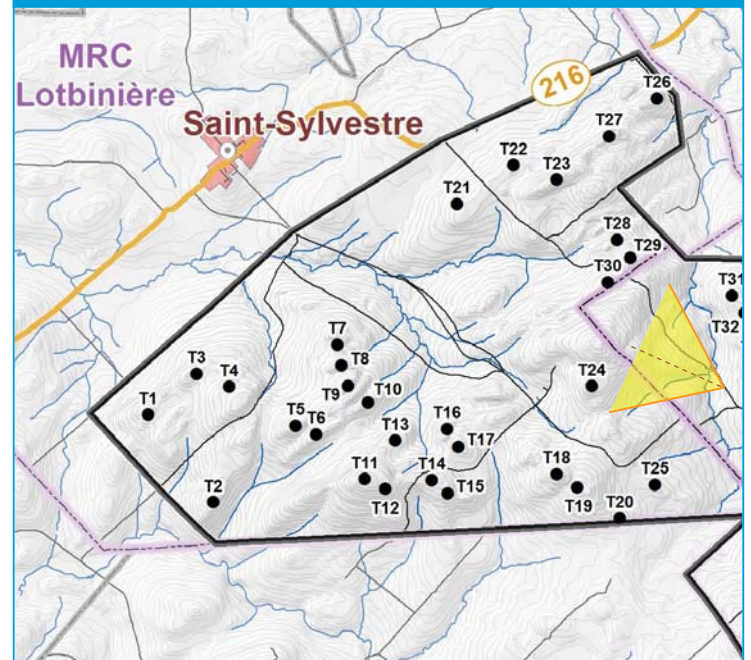 MRC
Lotbinière
Saint-Sylvestre
216
T26
T27
T22
T23
T21
T28
T29
T30
T31
T32
T7
T8
T3
T4
T9
T10
T24
T1
T5
T6
T13
T16
T17
T11
T12
T14
T15
T18
T19
T25
T2
T20